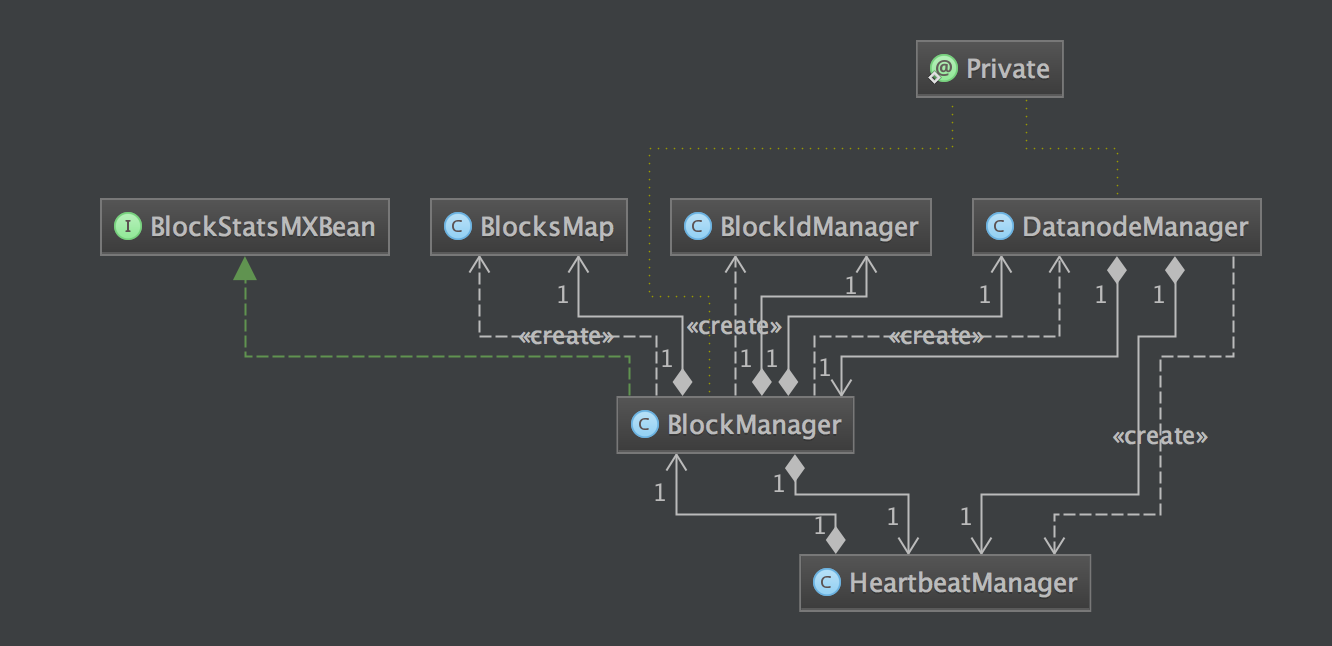 @ Private
I BlockStatsMXBean
C BlocksMap
C BlockIdManager
C DatanodeManager
1
1
1
1
1
«create»
«create»
«create»
1
1
1
1
C BlockManager
«create»
1
1
1
1
1
C HeartbeatManager